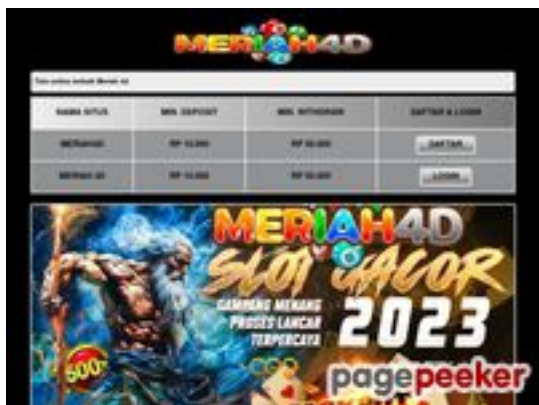 MERIAH4D
Toto online terbaik Meriah 4d
NAMA SITUS MIN. DEPOSIT MIN. WITHDRAW DAFTAR & LOGIN
MERIAH4D RP 10.000 RP 50.000 DAFTAR
MERIAH 4D RP 10.000 RP 50.000 LOGIN
MERIAH4D
SLOT GACOR
GAMPANG MENANG
PROSES LANCAR
TERPERCAYA
2023
500
pagepeeker